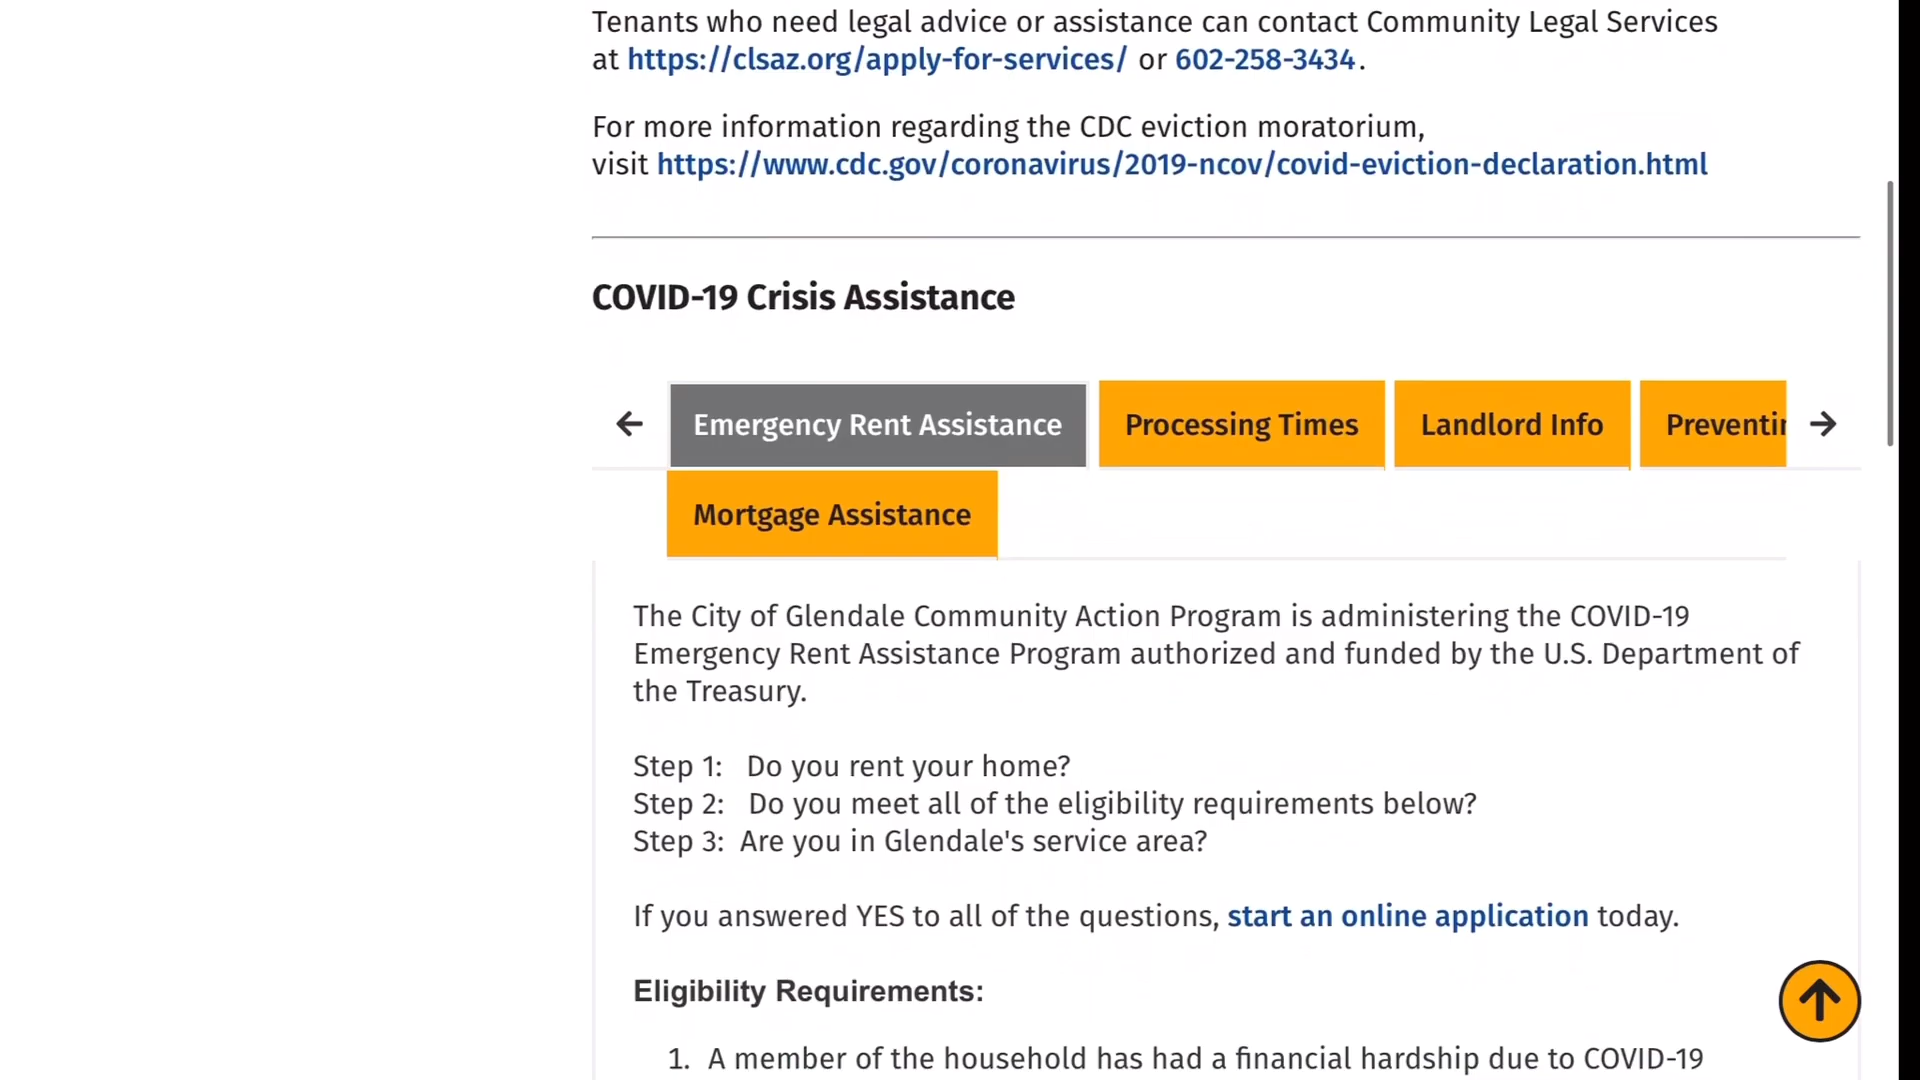 Tenants who need legal advice or assistance can contact Community Legal Services
at https://clsaz.org/apply-for-services/ or 602-258-3434.
For more information regarding the CDC eviction moratorium,
visit https://www.cdc.gov/coronavirus/2019-ncov/covid-eviction-declaration.html
COVID-19 Crisis Assistance
Emergency Rent Assistance Processing Times Landlord Info
Mortgage Assistance
The City of Glendale Community Action Program is administering the COVID-19
Emergency Rent Assistance Program authorized and funded by the U.S. Department of
the Treasury.
Step 1: Do you rent your home?
Step 2: Do you meet all of the eligibility requirements below?
Step 3: Are you in Glendale's service area?
If you answered YES to all of the questions, start an online application today.
Eligibility Requirements:
1. A member of the household has had a financial hardship due to COVID-19